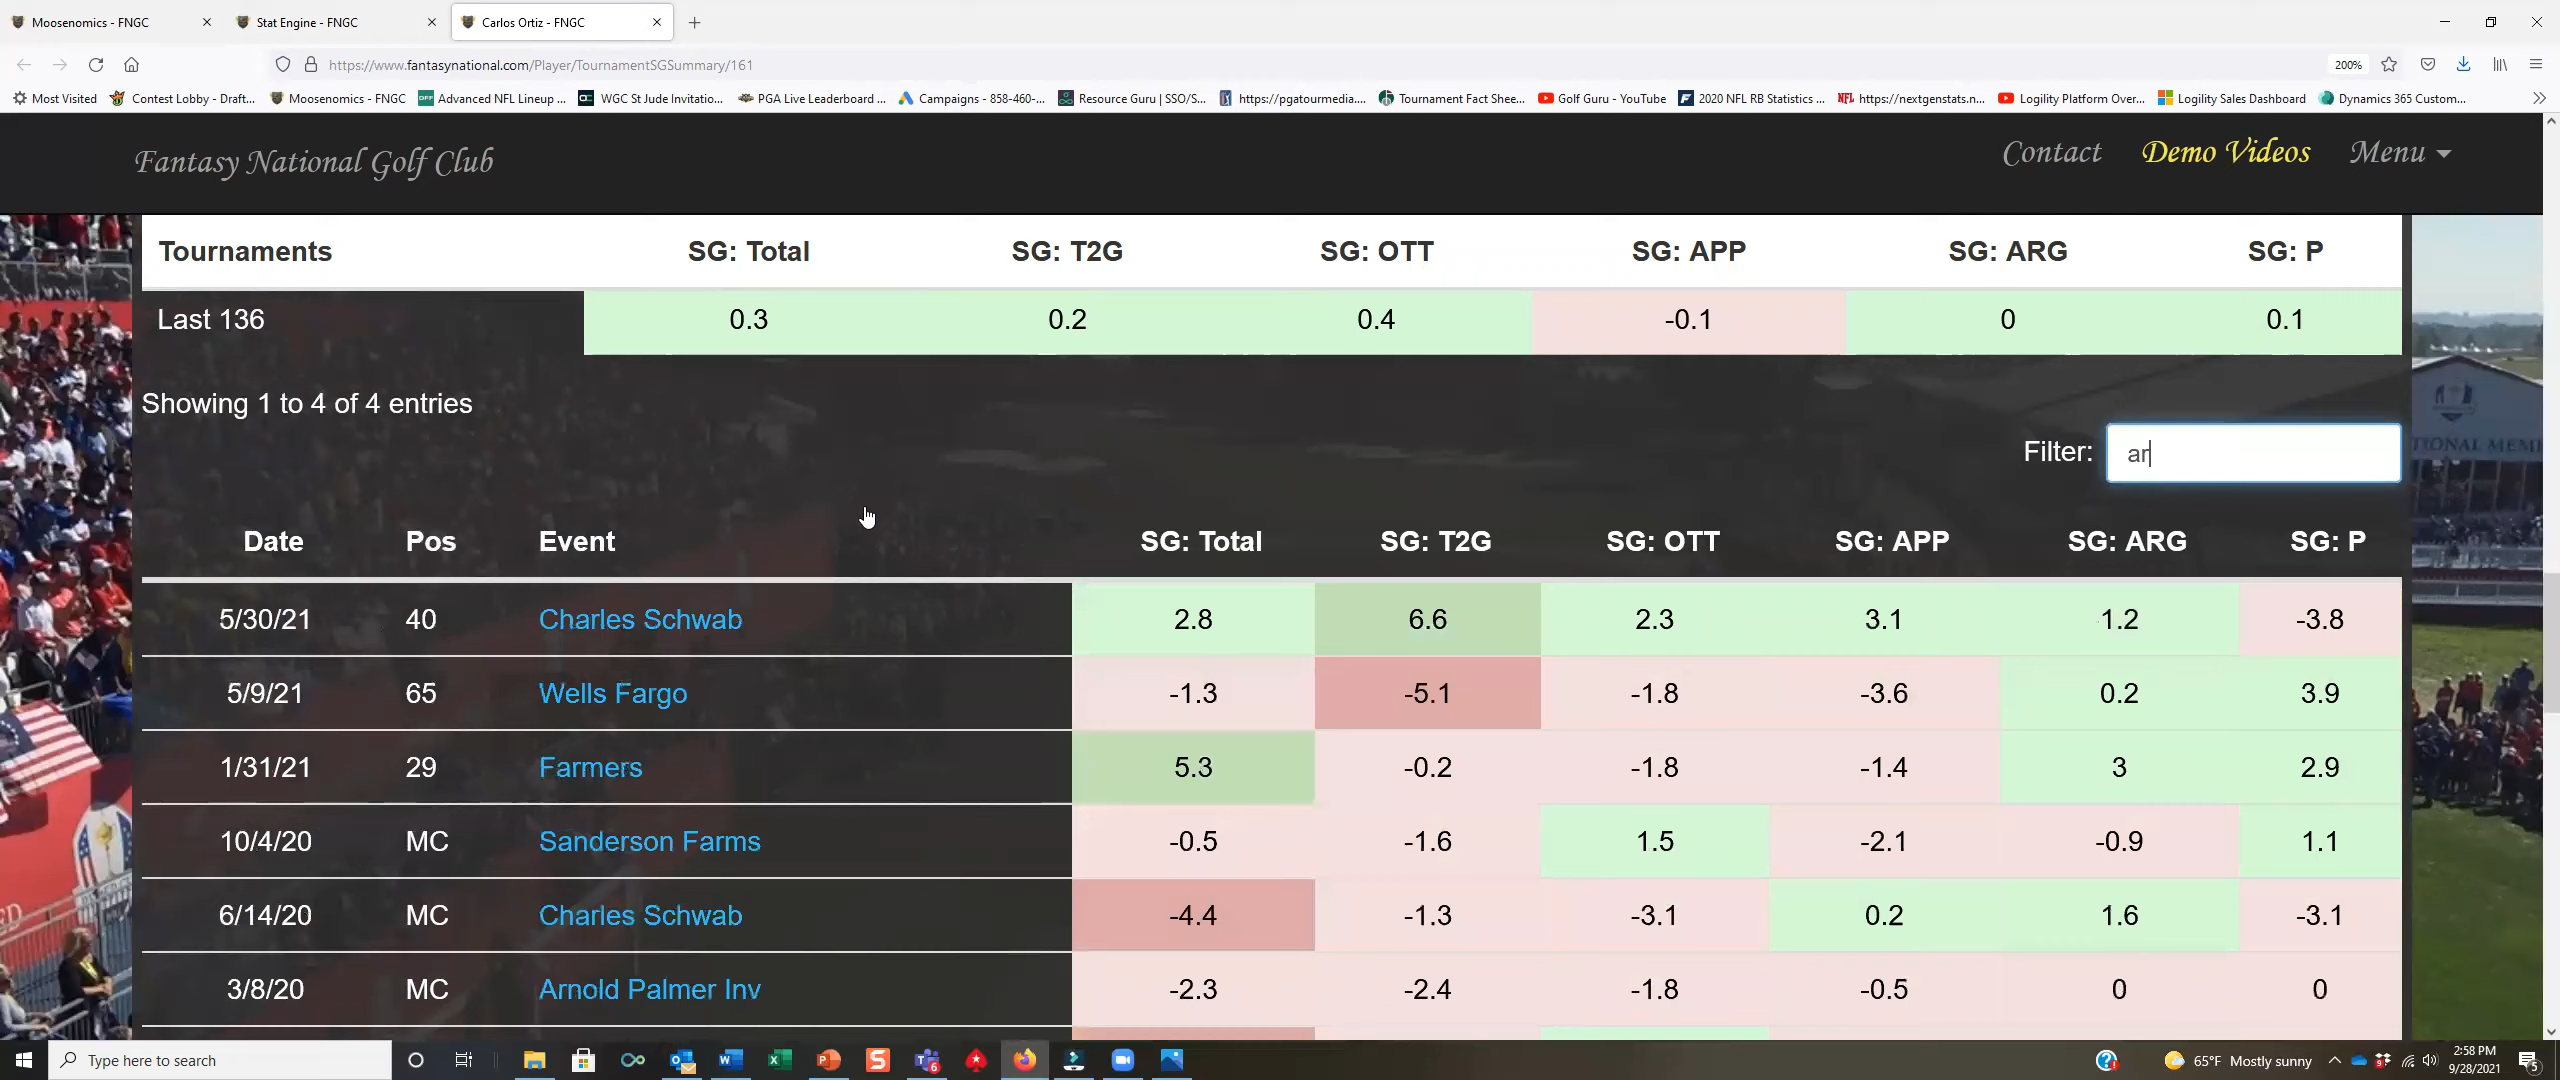 Moosenomics - FNGC
Stat Engine - FNGC
Carlos Ortiz - FNGC
https://www.fantasynational.com/Player/TournamentSGSummary/161
200%
Most Visited
Contest Lobby - Draft...
Moosenomics - FNGC
Advanced NFL Lineup ...
WGC St Jude Invitatio...
PGA Live Leaderboard ...
Campaigns - 858-460-...
Resource Guru | SSO/S...
https://pgatourmedia....
Tournament Fact Shee...
Golf Guru - YouTube
2020 NFL RB Statistics ...
https://nextgenstats.n...
Logility Platform Over...
Logility Sales Dashboard
Dynamics 365 Custom...
Fantasy National Golf Club
Contact
Demo Videos
Menu
Tournaments SG: Total SG: T2G SG: OTT SG: APP SG: ARG SG: P
Last 136 0.3 0.2 0.4 -0.1 0 0.1
Showing 1 to 4 of 4 entries
Filter: ar
Date Pos Event SG: Total SG: T2G SG: OTT SG: APP SG: ARG SG: P
5/30/21 40 Charles Schwab 2.8 6.6 2.3 3.1 1.2 -3.8
5/9/21 65 Wells Fargo -1.3 -5.1 -1.8 -3.6 0.2 3.9
1/31/21 29 Farmers 5.3 -0.2 -1.8 -1.4 3 2.9
10/4/20 MC Sanderson Farms -0.5 -1.6 1.5 -2.1 -0.9 1.1
6/14/20 MC Charles Schwab -4.4 -1.3 -3.1 0.2 1.6 -3.1
3/8/20 MC Arnold Palmer Inv -2.3 -2.4 -1.8 -0.5 0 0
Type here to search
65°F Mostly sunny
2:58 PM
9/28/2021